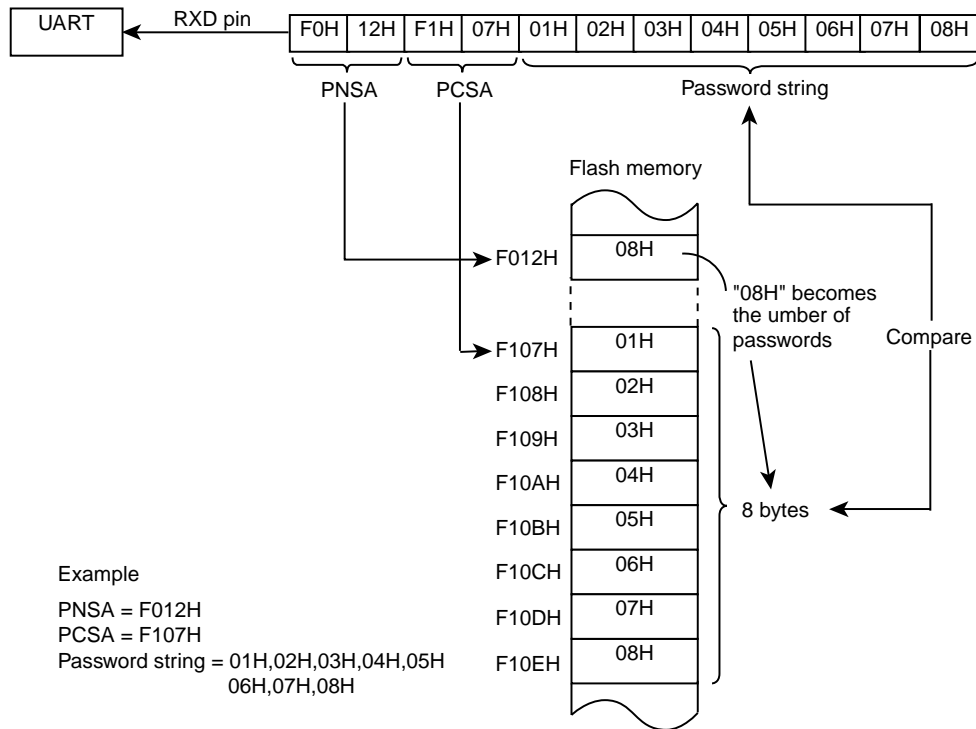 UART
RXD pin
F0H 12H F1H 07H 01H 02H 03H 04H 05H 06H 07H 08H
PNSA
PCSA
Password string
Flash memory
F012H
08H
"08H" becomes
the umber of
passwords
Compare
F107H
01H
F108H
02H
F109H
03H
F10AH
04H
F10BH
05H
F10CH
06H
F10DH
07H
F10EH
08H
8 bytes
Example
PNSA = F012H
PCSA = F107H
Password string = 01H,02H,03H,04H,05H
06H,07H,08H